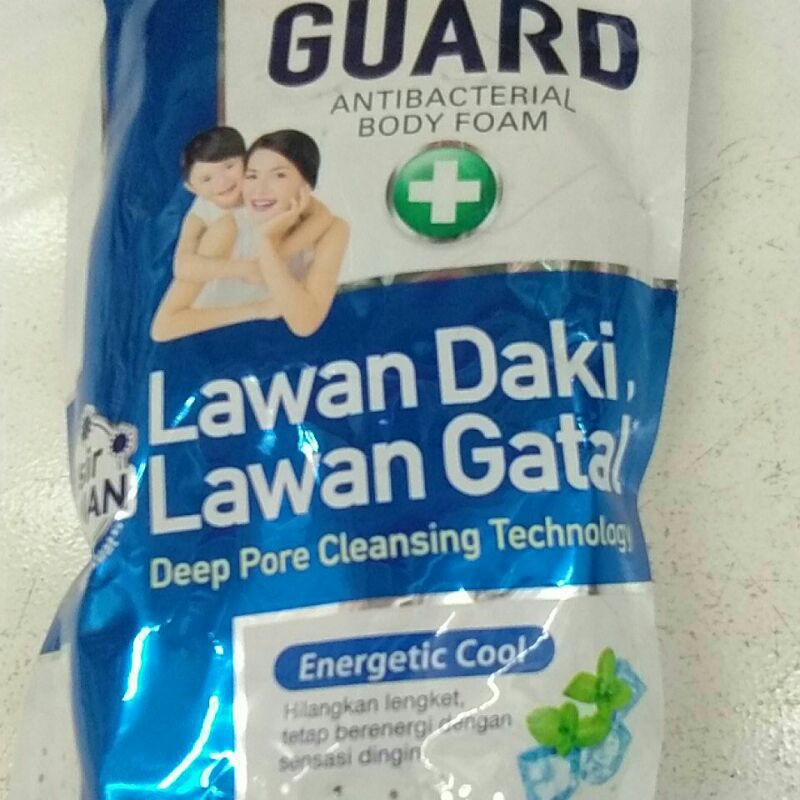 GUARD
ANTIBACTERIAL
BODY FOAM
Lawan Daki,
Lawan Gatal
Deep Pore Cleansing Technology
Energetic Cool
Hilangkan lengket,
tetap berenergi dengan
sensasi dingin